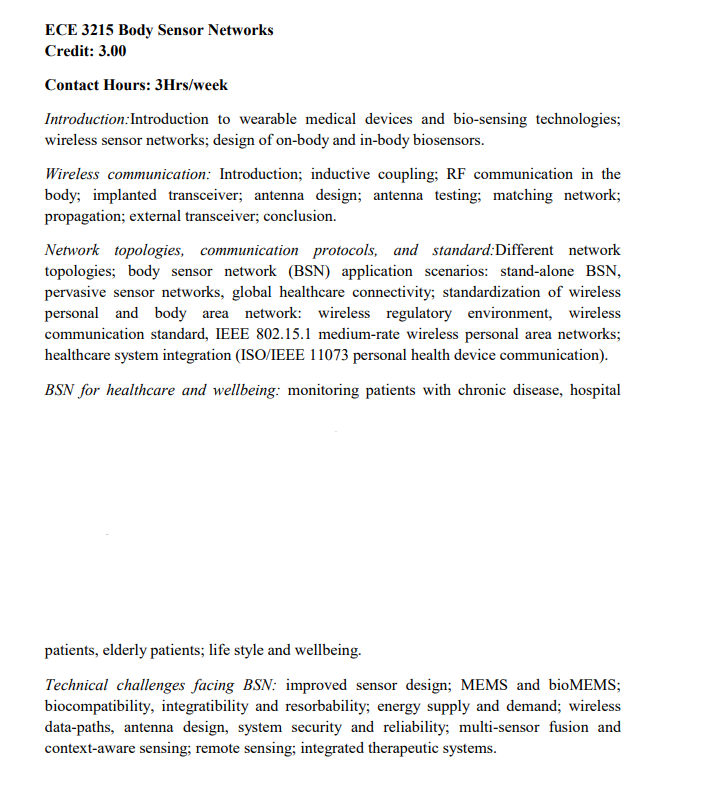 ECE 3215 Body Sensor Networks
Credit: 3.00
Contact Hours: 3Hrs/week
Introduction:Introduction to wearable medical devices and bio-sensing technologies;
wireless sensor networks; design of on-body and in-body biosensors.
Wireless communication: Introduction; inductive coupling; RF communication in the
body; implanted transceiver; antenna design; antenna testing; matching network;
propagation; external transceiver; conclusion.
Network topologies, communication protocols, and standard:Different network
topologies; body sensor network (BSN) application scenarios: stand-alone BSN,
pervasive sensor networks, global healthcare connectivity; standardization of wireless
personal and body area network: wireless regulatory environment, wireless
communication standard, IEEE 802.15.1 medium-rate wireless personal area networks;
healthcare system integration (ISO/IEEE 11073 personal health device communication).
BSN for healthcare and wellbeing: monitoring patients with chronic disease, hospital
patients, elderly patients; life style and wellbeing.
Technical challenges facing BSN: improved sensor design; MEMS and bioMEMS;
biocompatibility, integratibility and resorbability; energy supply and demand; wireless
data-paths, antenna design, system security and reliability; multi-sensor fusion and
context-aware sensing; remote sensing; integrated therapeutic systems.